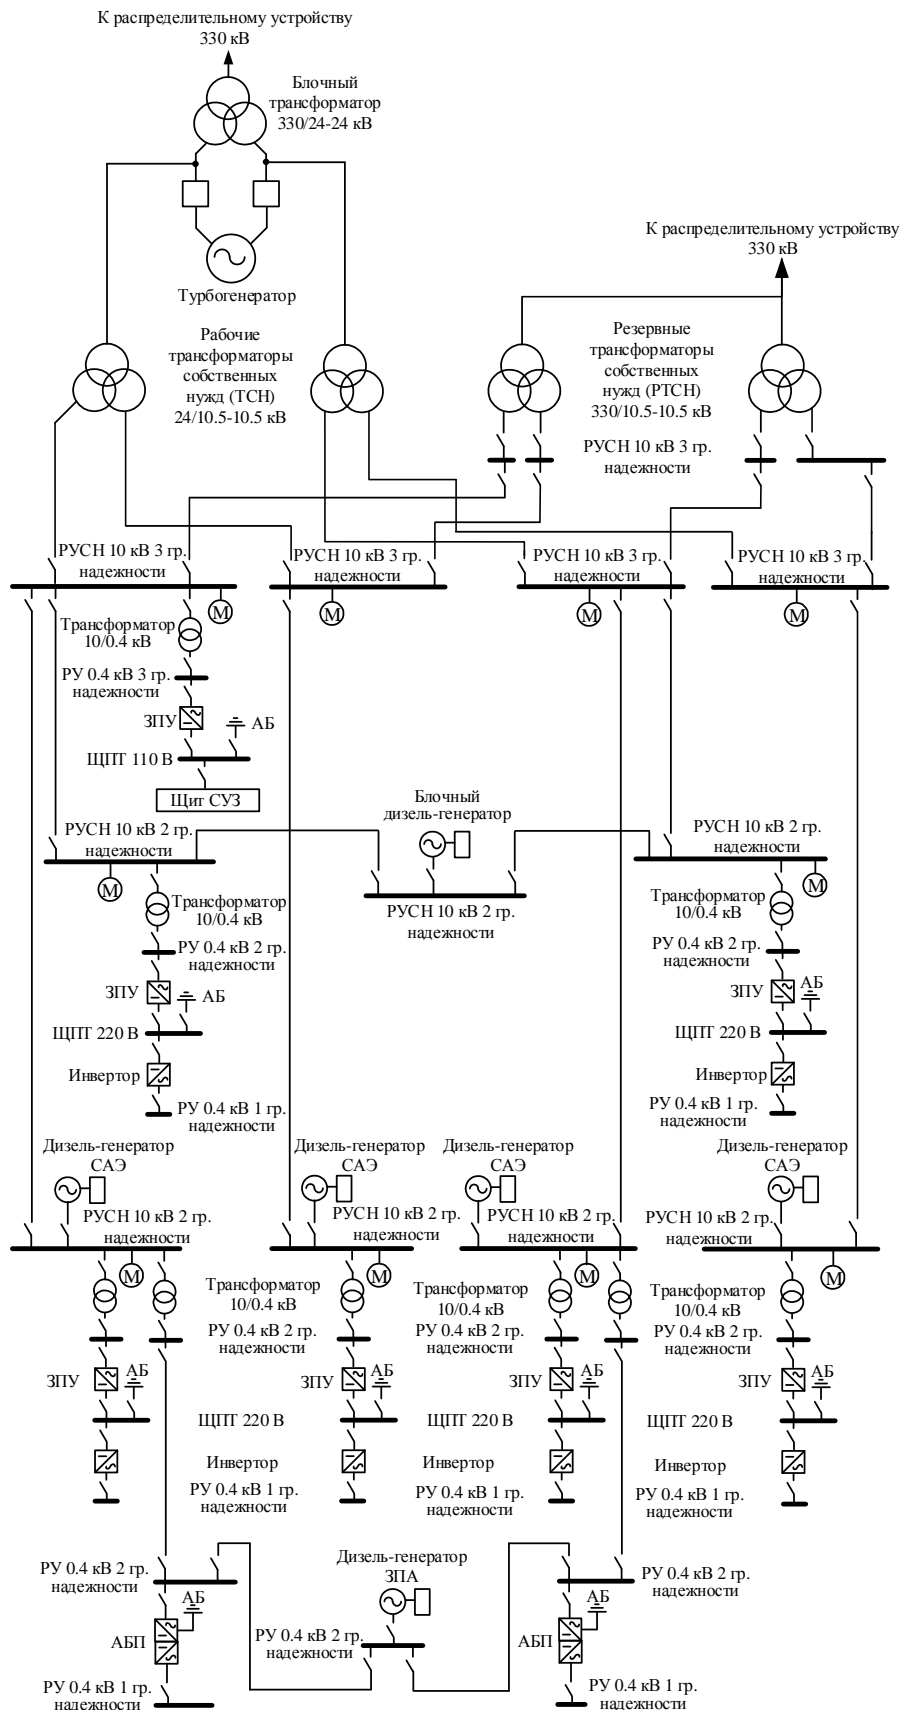 К распределительному устройству
330 кВ
Блочный
трансформатор
330/24-24 кВ
К распределительному устройству
330 кВ
Турбогенератор
Рабочие
трансформаторы
собственных
нужд (ТСН)
24/10.5-10.5 кВ
Резервные
трансформаторы
собственных
нужд (РТСН)
330/10.5-10.5 кВ
РУСН 10 кВ 3 гр.
надежности
РУСН 10 кВ 3 гр.
надежности
РУСН 10 кВ 3 гр.
надежности
РУСН 10 кВ 3 гр.
надежности
РУСН 10 кВ 3 гр.
надежности
М
М
М
М
Трансформатор
10/0.4 кВ
РУ 0.4 кВ 3 гр.
надежности
ЗПУ
АБ
ЩПТ 110 В
Щит СУЗ
Блочный
дизель-генератор
РУСН 10 кВ 2 гр.
надежности
РУСН 10 кВ 2 гр.
надежности
М
М
Трансформатор
10/0.4 кВ
РУСН 10 кВ 2 гр.
надежности
Трансформатор
10/0.4 кВ
РУ 0.4 кВ 2 гр.
надежности
РУ 0.4 кВ 2 гр.
надежности
ЗПУ
АБ
ЗПУ
АБ
ЩПТ 220 В
ЩПТ 220 В
Инвертор
Инвертор
РУ 0.4 кВ 1 гр.
надежности
РУ 0.4 кВ 1 гр.
надежности
Дизель-генератор
САЭ
Дизель-генератор
САЭ
Дизель-генератор
САЭ
Дизель-генератор
САЭ
РУСН 10 кВ 2 гр.
надежности
РУСН 10 кВ 2 гр.
надежности
РУСН 10 кВ 2 гр.
надежности
РУСН 10 кВ 2 гр.
надежности
М
М
М
М
Трансформатор
10/0.4 кВ
Трансформатор
10/0.4 кВ
Трансформатор
10/0.4 кВ
РУ 0.4 кВ 2 гр.
надежности
РУ 0.4 кВ 2 гр.
надежности
РУ 0.4 кВ 2 гр.
надежности
ЗПУ
АБ
ЗПУ
АБ
ЗПУ
АБ
ЗПУ
АБ
ЩПТ 220 В
ЩПТ 220 В
ЩПТ 220 В
Инвертор
Инвертор
Инвертор
РУ 0.4 кВ 1 гр.
надежности
РУ 0.4 кВ 1 гр.
надежности
РУ 0.4 кВ 1 гр.
надежности
РУ 0.4 кВ 2 гр.
надежности
Дизель-генератор
ЗПА
РУ 0.4 кВ 2 гр.
надежности
АБ
АБП
РУ 0.4 кВ 2 гр.
надежности
АБ
АБП
РУ 0.4 кВ 1 гр.
надежности
РУ 0.4 кВ 1 гр.
надежности